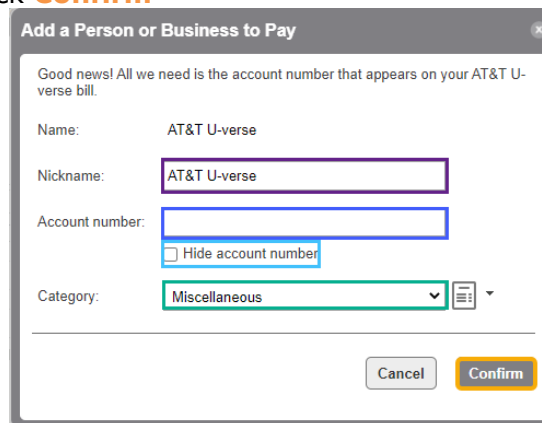 Confirm
Add a Person or Business to Pay
Good news! All we need is the account number that appears on your AT&T U-
verse bill.
Name: AT&T U-verse
Nickname: AT&T U-verse
Account number:
Hide account number
Category: Miscellaneous
Cancel Confirm